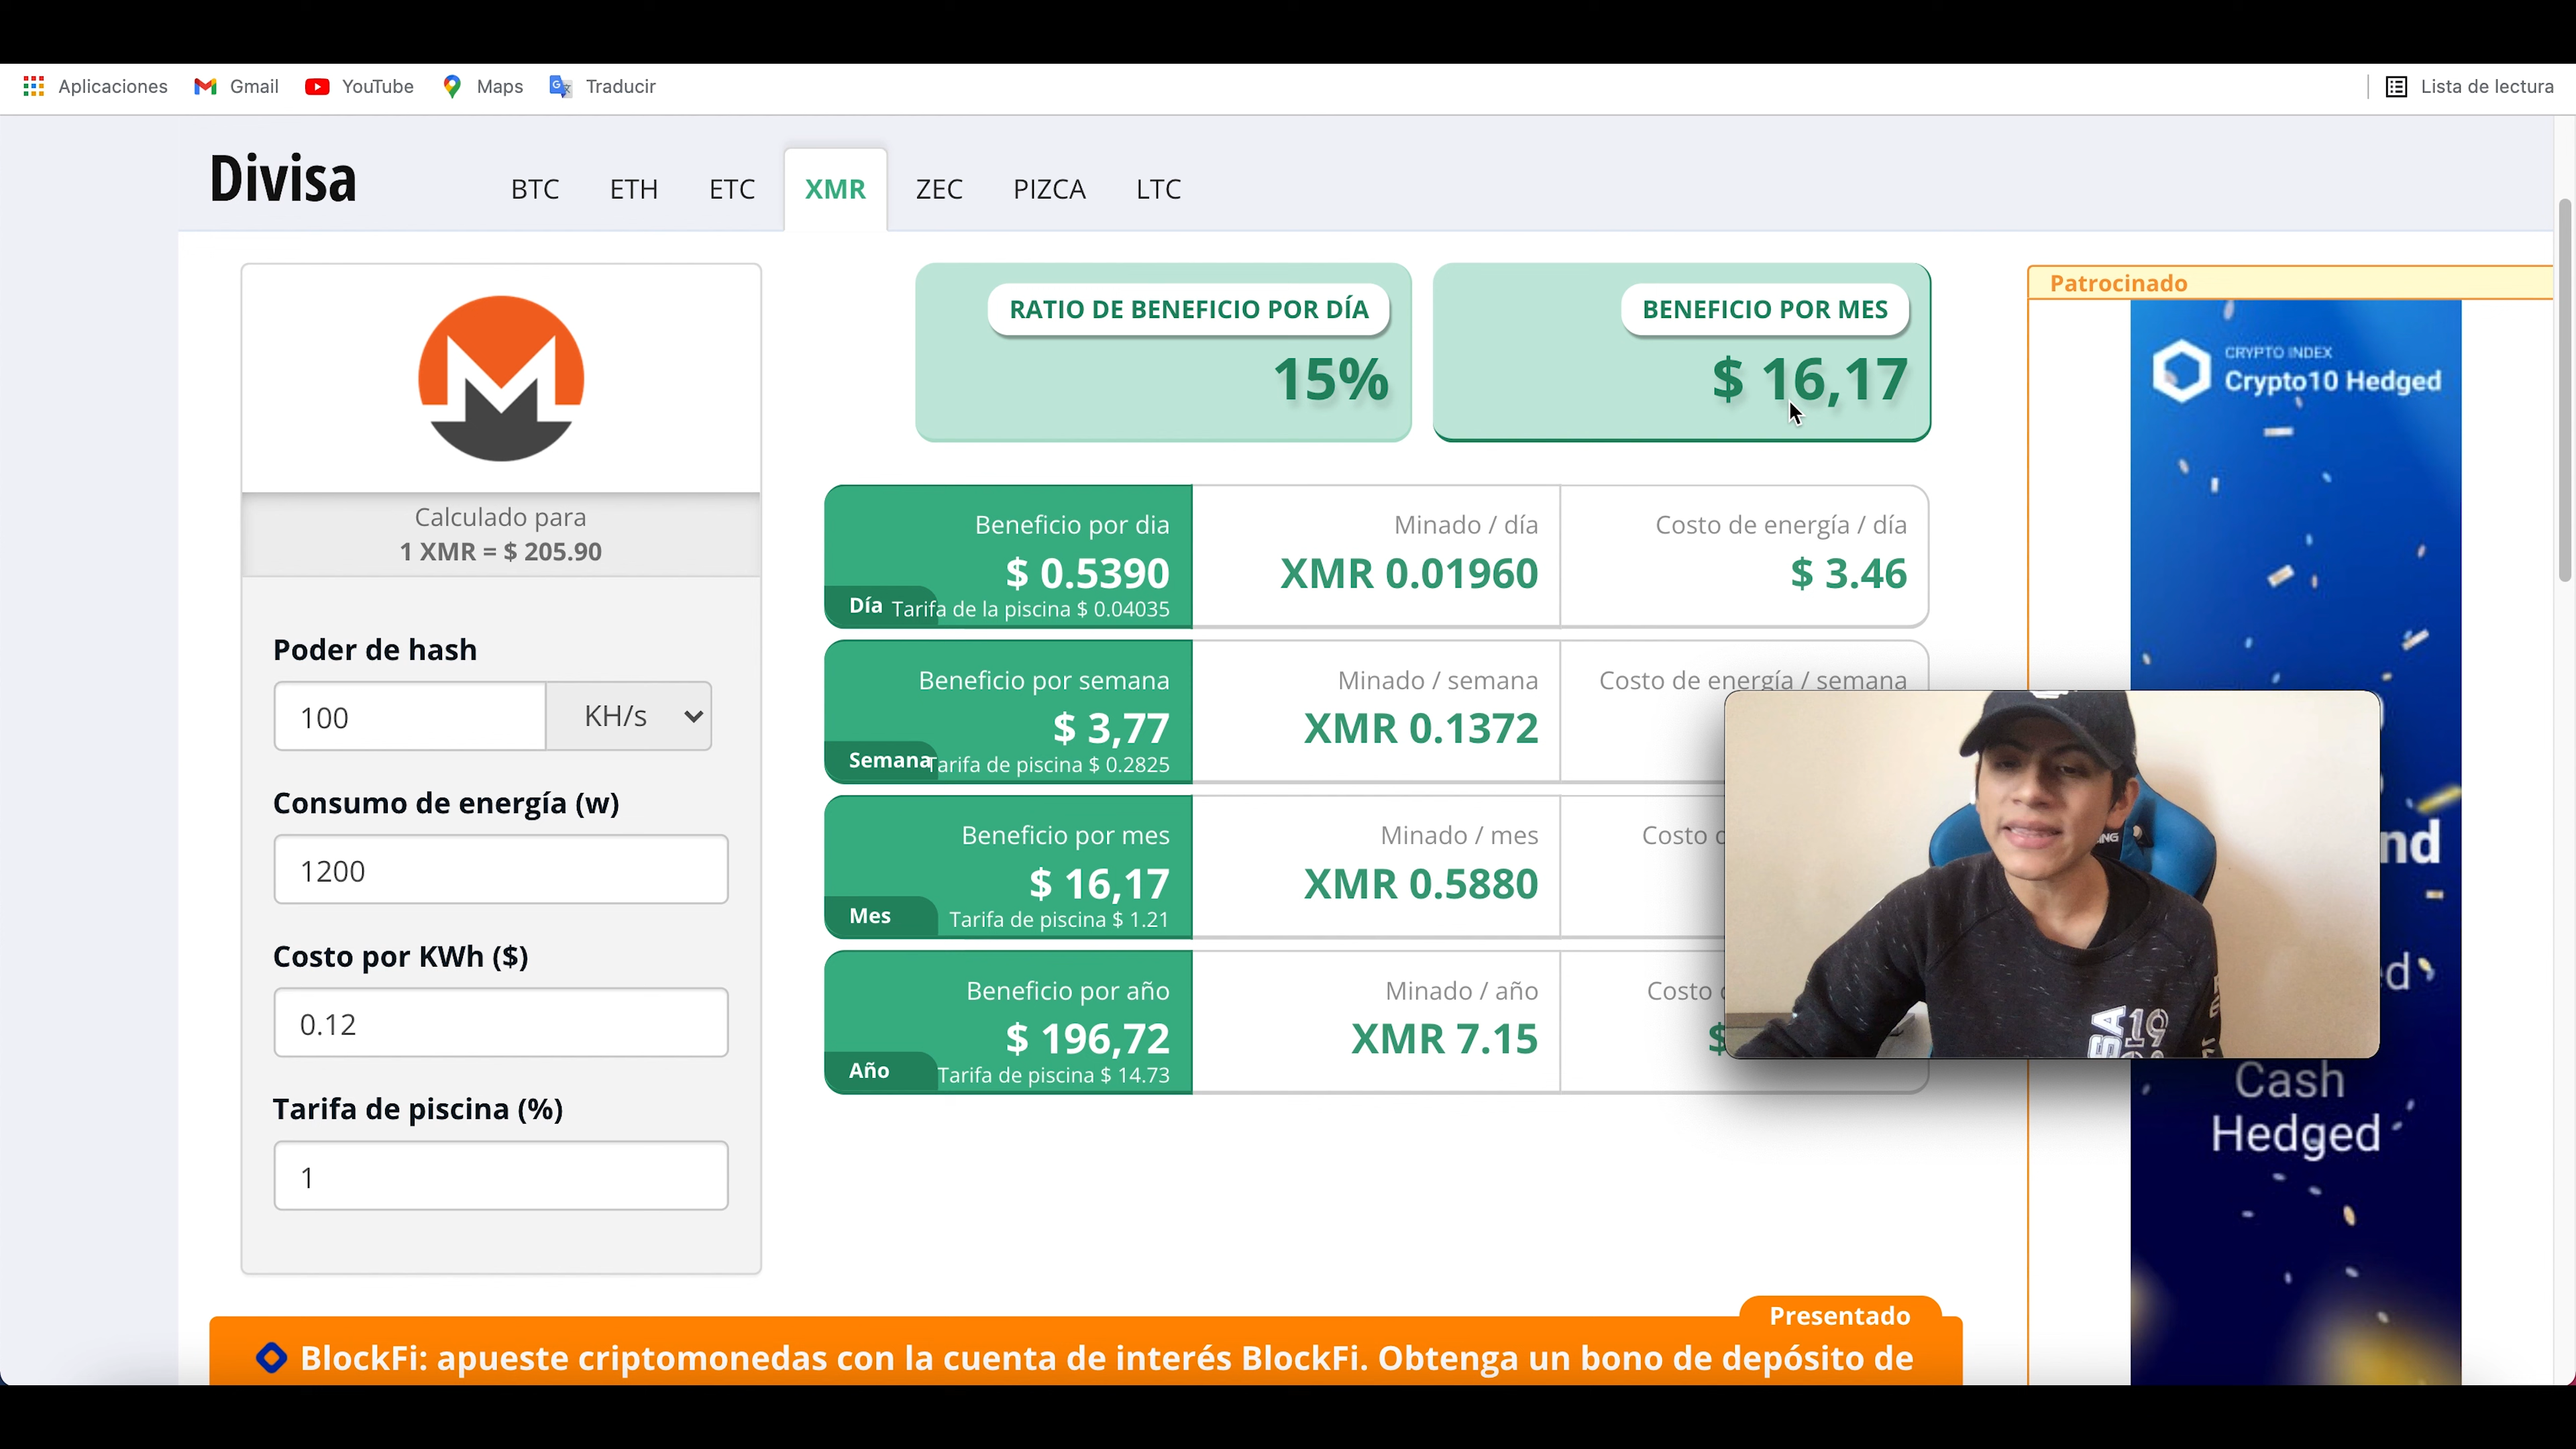 Aplicaciones Gmail YouTube Maps Traducir Lista de lectura
Divisa BTC ETH ETC XMR ZEC PIZCA LTC
Calculado para
1 XMR = $ 205.90
Poder de hash
100 KH/s
Consumo de energía (w)
1200
Costo por KWh ($)
0.12
Tarifa de piscina (%)
1
RATIO DE BENEFICIO POR DÍA
15%
BENEFICIO POR MES
$ 16,17
Beneficio por dia
$ 0.5390
Día Tarifa de la piscina $ 0.04035
Minado / día
XMR 0.01960
Costo de energía / día
$ 3.46
Beneficio por semana
$ 3,77
Semana Tarifa de piscina $ 0.2825
Minado / semana
XMR 0.1372
Costo de energía / semana
Beneficio por mes
$ 16,17
Mes Tarifa de piscina $ 1.21
Minado / mes
XMR 0.5880
Costo
Beneficio por año
$ 196,72
Año Tarifa de piscina $ 14.73
Minado / año
XMR 7.15
Costo
$
Patrocinado
CRYPTO INDEX
Crypto10 Hedged
nd
Cash
Hedged
Presentado
BlockFi: apueste criptomonedas con la cuenta de interés BlockFi. Obtenga un bono de depósito de